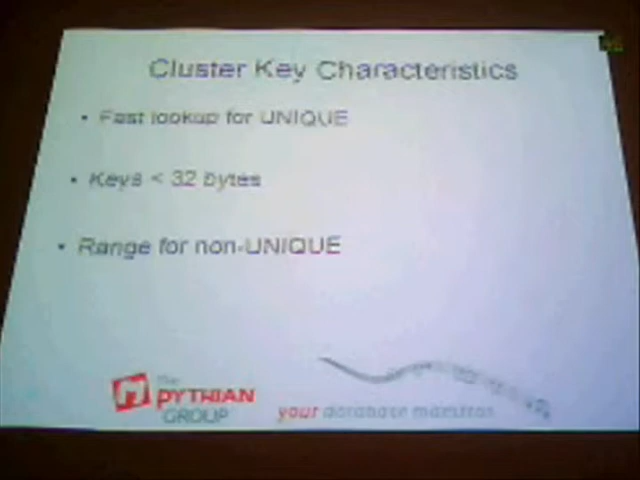 Cluster Key Characteristics
• Fast lookup for UNIQUE
• Keys < 32 bytes
• Range for non-UNIQUE
The
PYTHIAN
GROUP
your database maestros